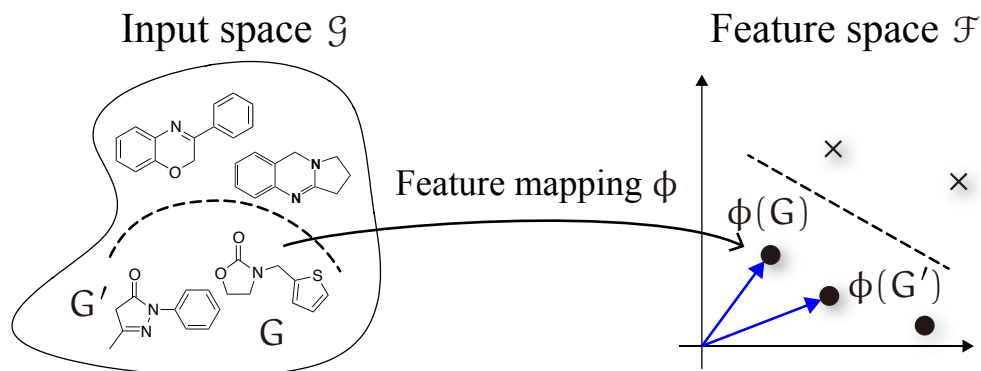 Input space 𝒢
Feature space ℱ
N
O
N
N
Feature mapping ϕ
ϕ(G)
O
O
N
S
G′
O
N
N
G
ϕ(G′)
×
×